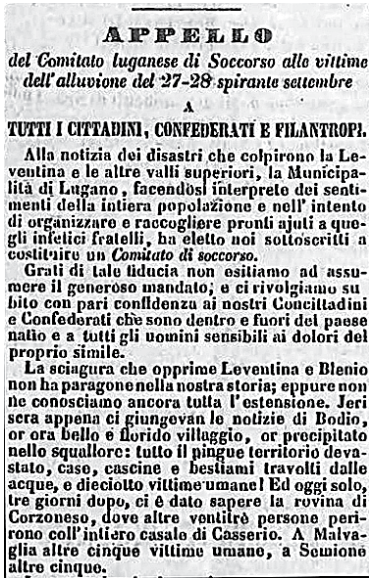 APPELLO
del Comitato luganese di Soccorso alle vittime
dell'alluvione del 27-28 spirante settembre
A
TUTTI I CITTADINI, CONFEDERATI E FILANTROPI.
Alla notizia dei disastri che colpirono la Le-
ventina e le altre valli superiori, la Municipa-
lità di Lugano, facendosi interprete dei senti-
menti della intiera popolazione e nell' intento
di organizzare e raccogliere pronti ajuti a que-
gli infelici fratelli, ha eletto noi sottoscritti a
costituire un Comitato di soccorso.
Grati di tale fiducia non esitiamo ad assu-
mere il generoso mandato; e ci rivolgiamo su
bito con pari confidenza ai nostri Concittadini
e Confederati che sono dentro e fuori del paese
natio e a tutti gli uomini sensibili ai dolori del
proprio simile.
La sciagura che opprime Leventina e Blenio
non ha paragone nella nostra storia; eppure non
ne conosciamo ancora tutta l'estensione. Jeri
sera appena ci giungevan le notizie di Bodio,
or ora bello e florido villaggio, or precipitato
nello squallore: tutto il pingue territorio deva-
stato, case, cascine e bestiami travolti dalle
acque, e dieciotto vittime umane! Ed oggi solo,
tre giorni dopo, ci è dato sapere la rovina di
Corzoneso, dove altre ventitrè persone peri-
rono coll'intiero casale di Casserio. A Malva-
glia altre cinque vittime umane, a Semione
altre cinque.